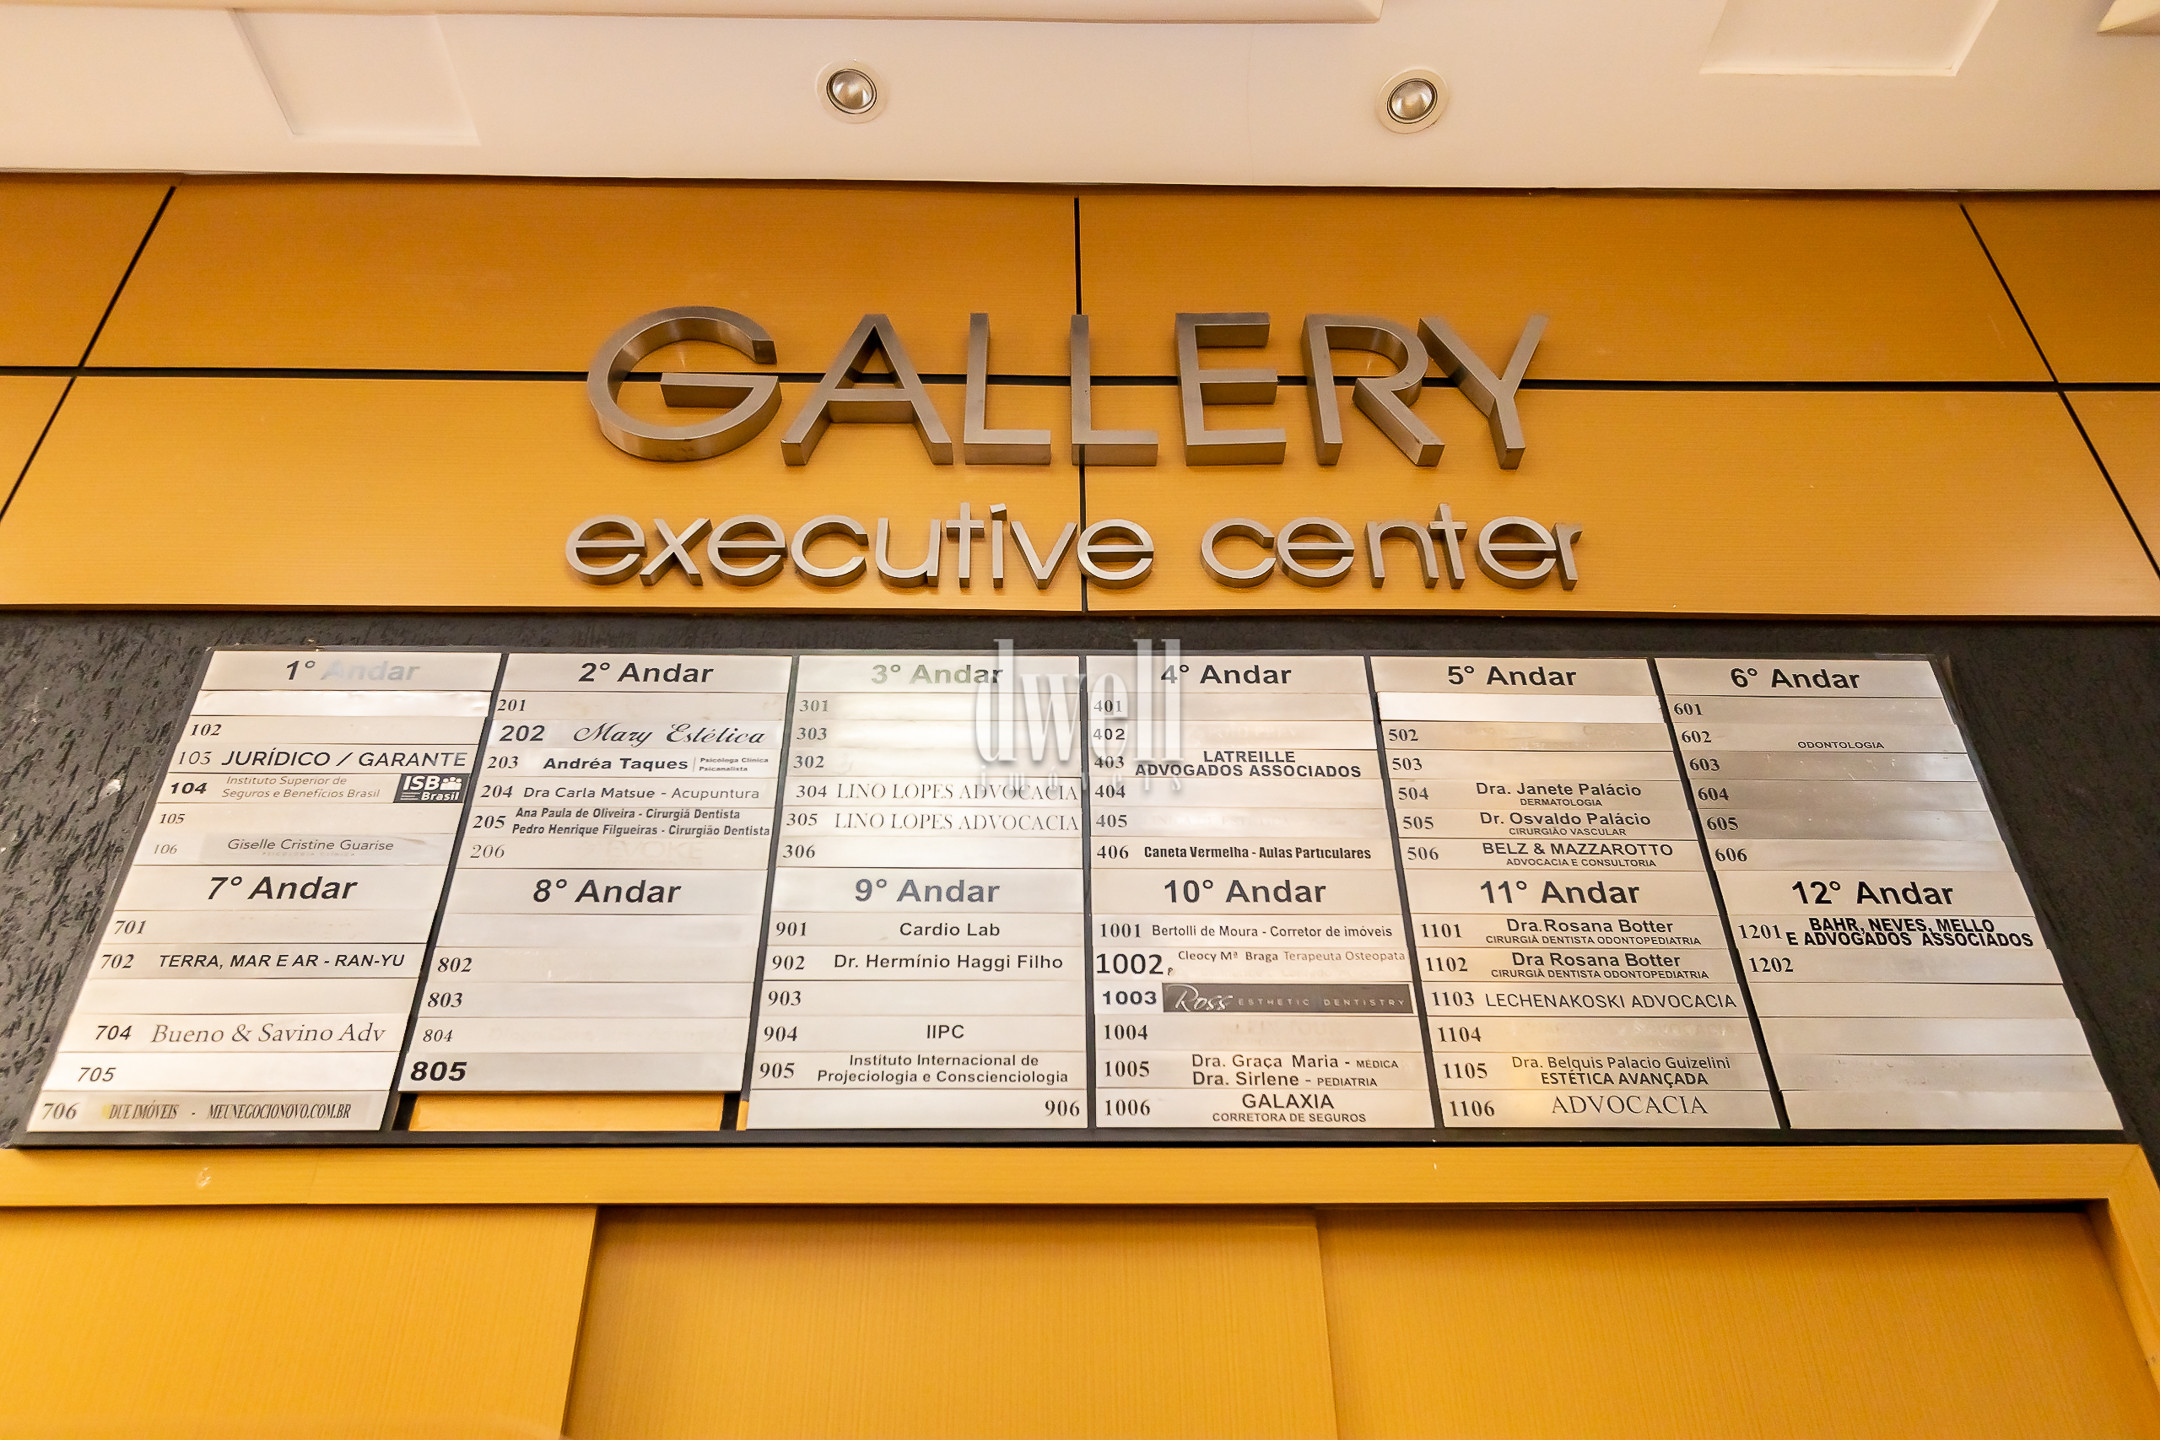 GALLERY
executive center
dwell
imóveis
1° Andar
102
103 JURÍDICO / GARANTE
104 Instituto Superior de
Seguros e Benefícios Brasil
ISB
Brasil
105
106 Giselle Cristine Guarise
2° Andar
201
202 Mary Estética
203 Andréa Taques | Psicóloga Clínica
Psicanalista
204 Dra Carla Matsue - Acupuntura
205 Ana Paula de Oliveira - Cirurgiã Dentista
Pedro Henrique Filgueiras - Cirurgião Dentista
206
3° Andar
301
303
302
304 LINO LOPES ADVOCACIA
305 LINO LOPES ADVOCACIA
306
4° Andar
401
402
403 LATREILLE
ADVOGADOS ASSOCIADOS
404
405
406 Caneta Vermelha - Aulas Particulares
5° Andar
502
503
504 Dra. Janete Palácio
DERMATOLOGIA
505 Dr. Osvaldo Palácio
CIRURGIÃO VASCULAR
506 BELZ & MAZZAROTTO
ADVOCACIA E CONSULTORIA
6° Andar
601
602 ODONTOLOGIA
603
604
605
606
7° Andar
701
702 TERRA, MAR E AR - RAN-YU
704 Bueno & Savino Adv
705
706 DUE IMÓVEIS - MEUNEGOCIONOVO.COM.BR
8° Andar
802
803
804
805
9° Andar
901 Cardio Lab
902 Dr. Hermínio Haggi Filho
903
904 IIPC
905 Instituto Internacional de
Projeciologia e Conscienciologia
906
10° Andar
1001 Bertolli de Moura - Corretor de imóveis
1002 Cleocy Mª Braga Terapeuta Osteopata
1003 Ross ESTHETIC DENTISTRY
1004
1005 Dra. Graça Maria - MÉDICA
Dra. Sirlene - PEDIATRIA
1006 GALAXIA
CORRETORA DE SEGUROS
11° Andar
1101 Dra.Rosana Botter
CIRURGIÃ DENTISTA ODONTOPEDIATRIA
1102 Dra Rosana Botter
CIRURGIÃ DENTISTA ODONTOPEDIATRIA
1103 LECHENAKOSKI ADVOCACIA
1104
1105 Dra. Belquis Palacio Guizelini
ESTÉTICA AVANÇADA
1106 ADVOCACIA
12° Andar
1201 BAHR, NEVES, MELLO
E ADVOGADOS ASSOCIADOS
1202